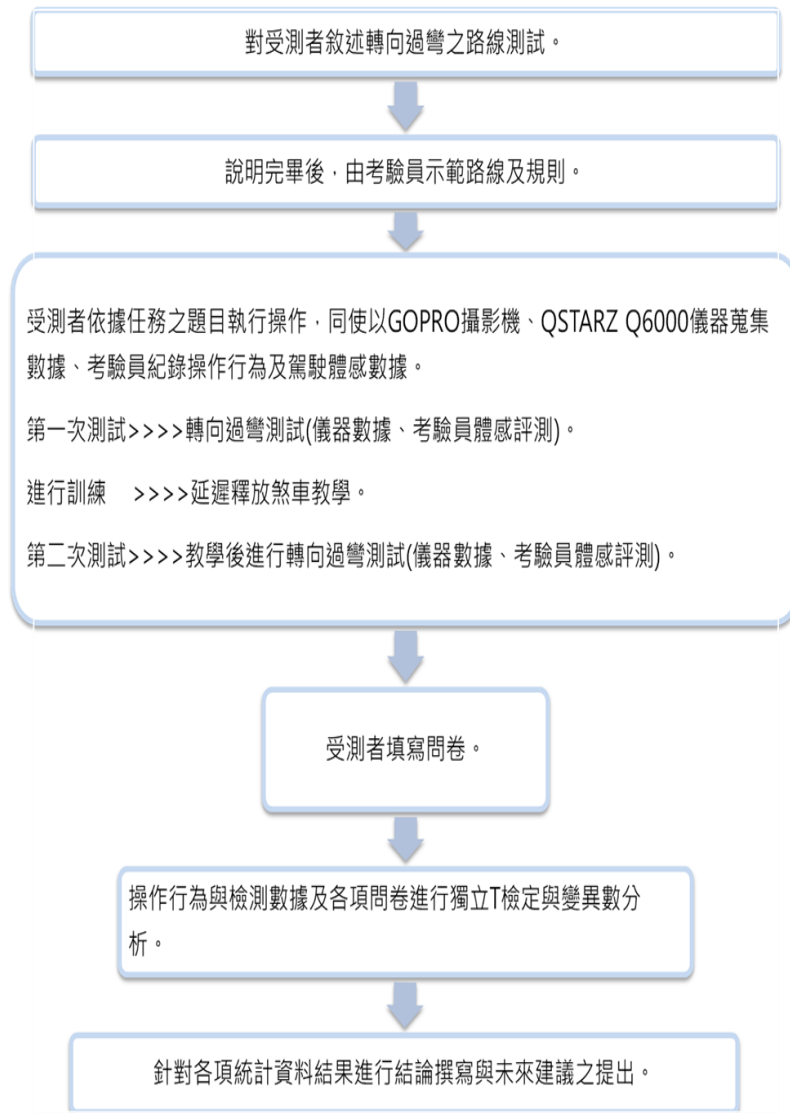 對受測者敘述轉向過彎之路線測試。
說明完畢後，由考驗員示範路線及規則。
受測者依據任務之題目執行操作，同使以GOPRO攝影機、QSTARZ Q6000儀器蒐集
數據、考驗員紀錄操作行為及駕駛體感數據。
第一次測試>>>>轉向過彎測試(儀器數據、考驗員體感評測)。
進行訓練　>>>>延遲釋放煞車教學。
第二次測試>>>>教學後進行轉向過彎測試(儀器數據、考驗員體感評測)。
受測者填寫問卷。
操作行為與檢測數據及各項問卷進行獨立T檢定與變異數分
析。
針對各項統計資料結果進行結論撰寫與未來建議之提出。